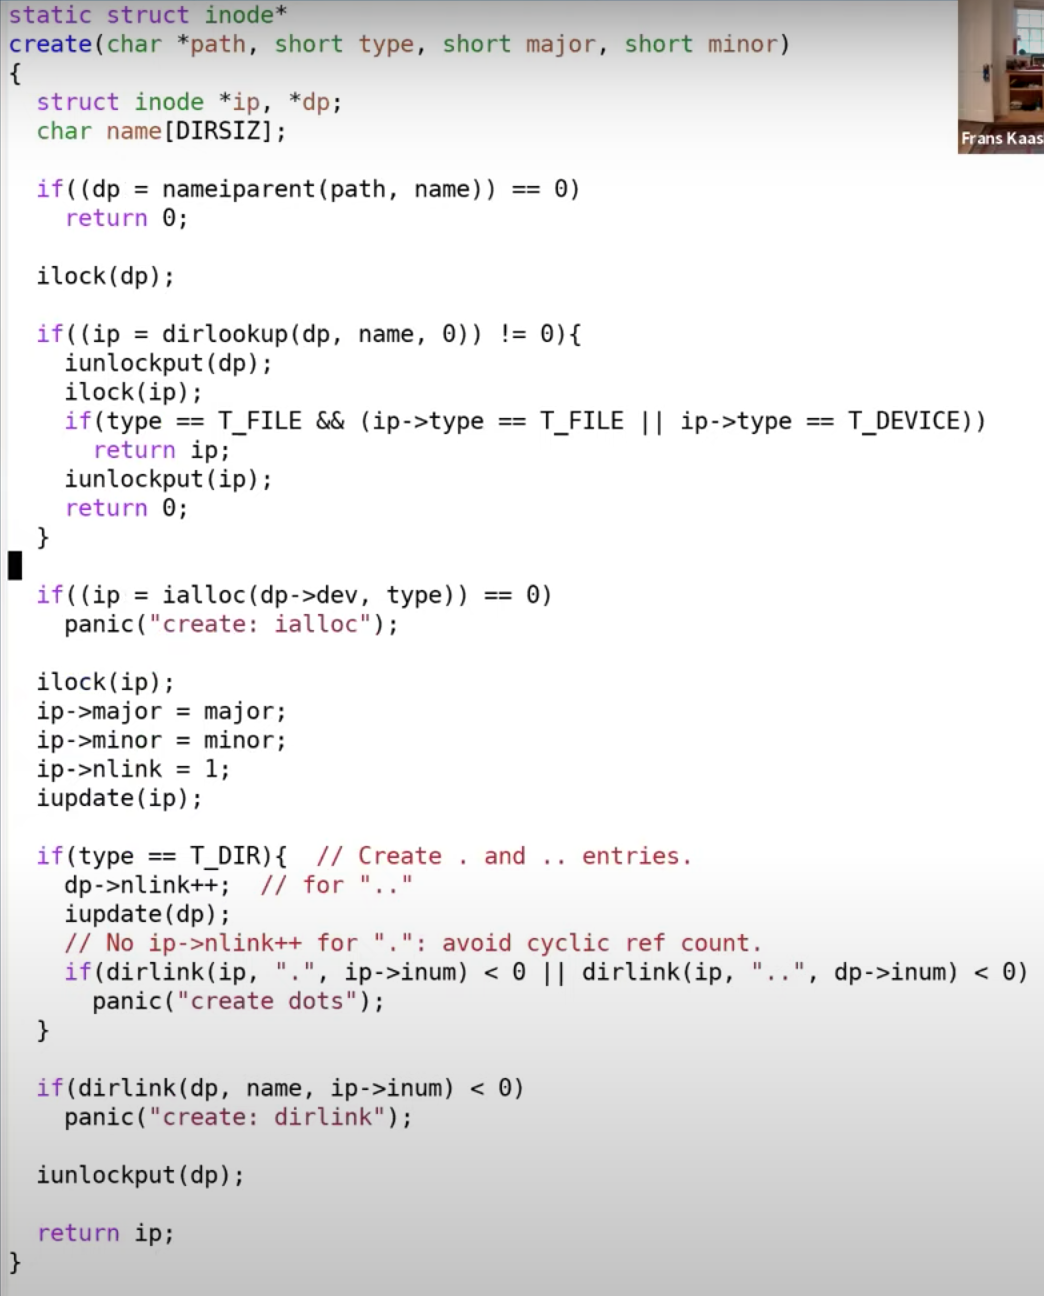 static struct inode*
create(char *path, short type, short major, short minor)
{
  struct inode *ip, *dp;
  char name[DIRSIZ];

  if((dp = nameiparent(path, name)) == 0)
    return 0;

  ilock(dp);

  if((ip = dirlookup(dp, name, 0)) != 0){
    iunlockput(dp);
    ilock(ip);
    if(type == T_FILE && (ip->type == T_FILE || ip->type == T_DEVICE))
      return ip;
    iunlockput(ip);
    return 0;
  }

  if((ip = ialloc(dp->dev, type)) == 0)
    panic("create: ialloc");

  ilock(ip);
  ip->major = major;
  ip->minor = minor;
  ip->nlink = 1;
  iupdate(ip);

  if(type == T_DIR){  // Create . and .. entries.
    dp->nlink++;  // for ".."
    iupdate(dp);
    // No ip->nlink++ for ".": avoid cyclic ref count.
    if(dirlink(ip, ".", ip->inum) < 0 || dirlink(ip, "..", dp->inum) < 0)
      panic("create dots");
  }

  if(dirlink(dp, name, ip->inum) < 0)
    panic("create: dirlink");

  iunlockput(dp);

  return ip;
}
Frans Kaas